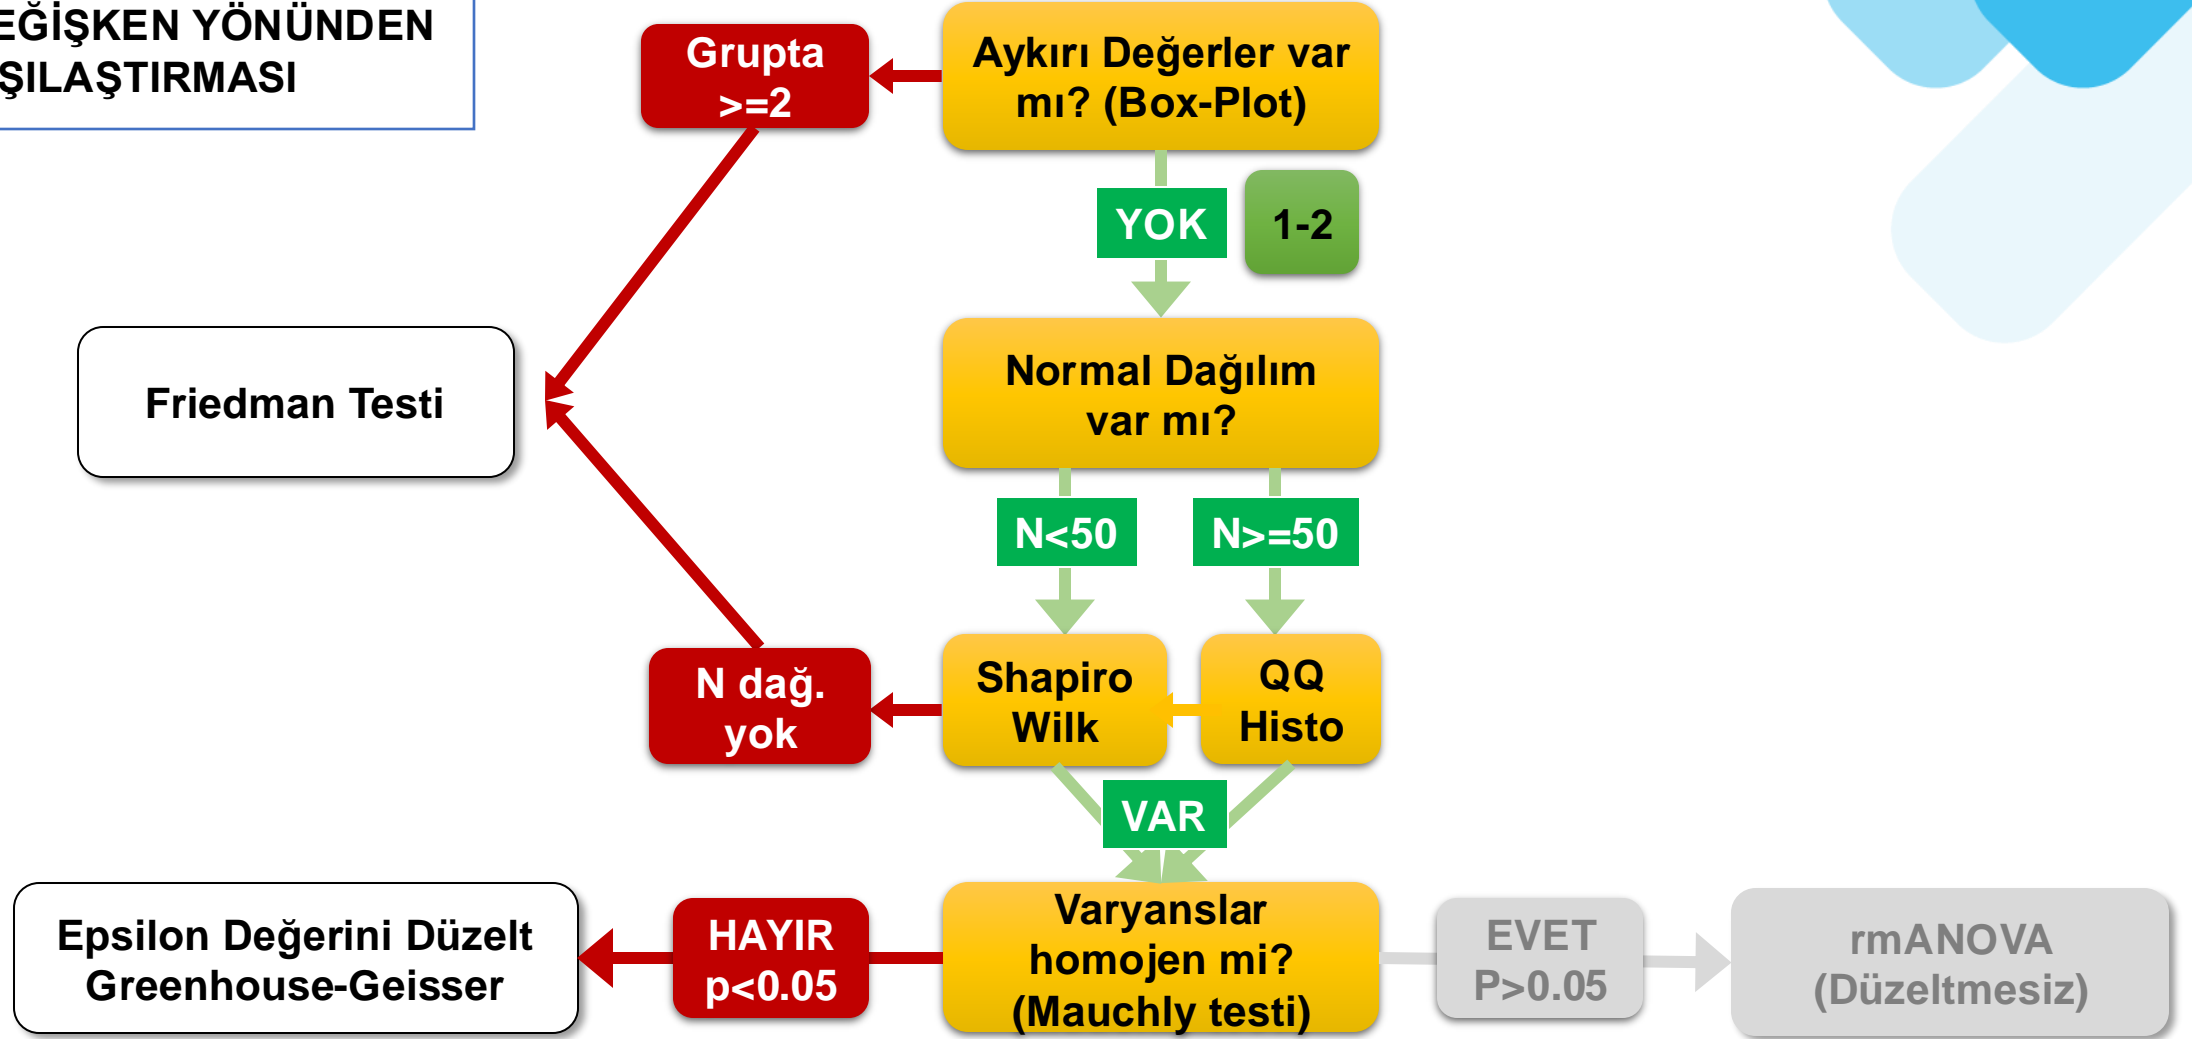 EĞİŞKEN YÖNÜNDEN
ŞILAŞTIRMASI
Grupta
>=2
Aykırı Değerler var
mı? (Box-Plot)
YOK
1-2
Friedman Testi
Normal Dağılım
var mı?
N<50
N>=50
N dağ.
yok
Shapiro
Wilk
QQ
Histo
VAR
Epsilon Değerini Düzelt
Greenhouse-Geisser
HAYIR
p<0.05
Varyanslar
homojen mi?
(Mauchly testi)
EVET
P>0.05
rmANOVA
(Düzeltmesiz)